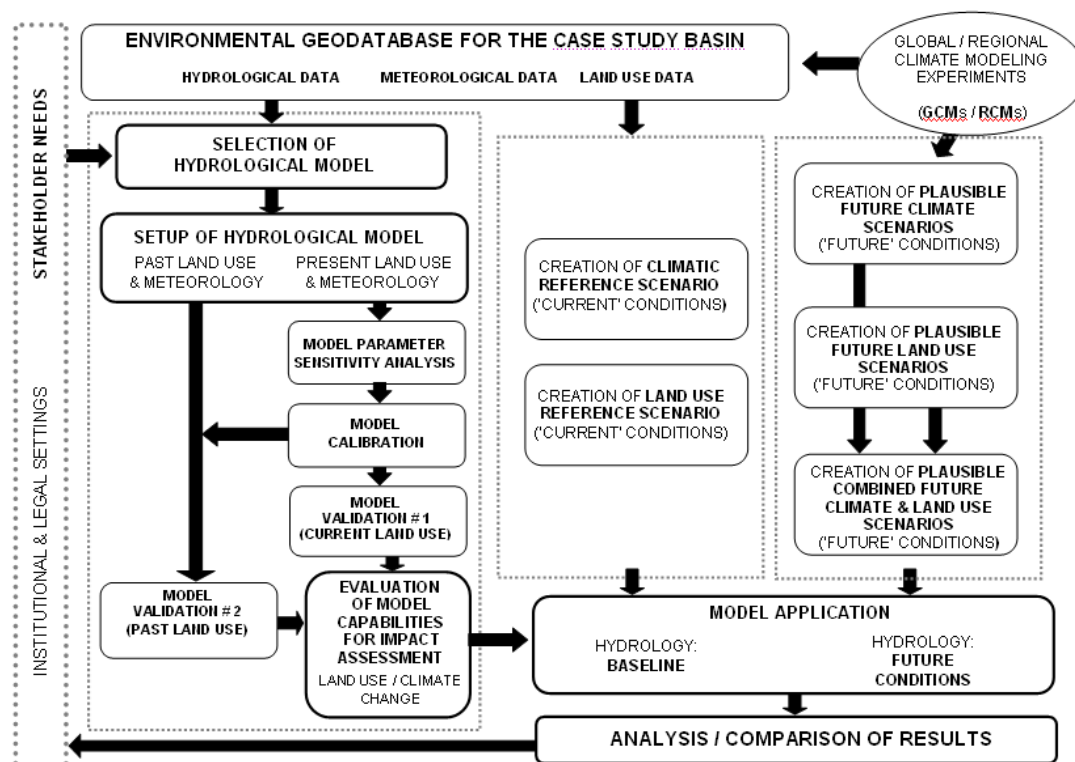 ENVIRONMENTAL GEODATABASE FOR THE CASE STUDY BASIN
HYDROLOGICAL DATA METEOROLOGICAL DATA LAND USE DATA
GLOBAL / REGIONAL
CLIMATE MODELING
EXPERIMENTS
(GCMs / RCMs)
STAKEHOLDER NEEDS
INSTITUTIONAL & LEGAL SETTINGS
SELECTION OF
HYDROLOGICAL MODEL
SETUP OF HYDROLOGICAL MODEL
PAST LAND USE
& METEOROLOGY
PRESENT LAND USE
& METEOROLOGY
MODEL PARAMETER
SENSITIVITY ANALYSIS
MODEL
CALIBRATION
MODEL
VALIDATION #1
(CURRENT LAND USE)
MODEL
VALIDATION #2
(PAST LAND USE)
EVALUATION
OF MODEL
CAPABILITIES
FOR IMPACT
ASSESSMENT
LAND USE / CLIMATE
CHANGE
CREATION OF CLIMATIC
REFERENCE SCENARIO
('CURRENT' CONDITIONS)
CREATION OF LAND USE
REFERENCE SCENARIO
('CURRENT' CONDITIONS)
CREATION OF PLAUSIBLE
FUTURE CLIMATE
SCENARIOS
('FUTURE' CONDITIONS)
CREATION OF PLAUSIBLE
FUTURE LAND USE
SCENARIOS
('FUTURE' CONDITIONS)
CREATION OF PLAUSIBLE
COMBINED FUTURE
CLIMATE & LAND USE
SCENARIOS
('FUTURE' CONDITIONS)
MODEL APPLICATION
HYDROLOGY:
BASELINE
HYDROLOGY:
FUTURE
CONDITIONS
ANALYSIS / COMPARISON OF RESULTS